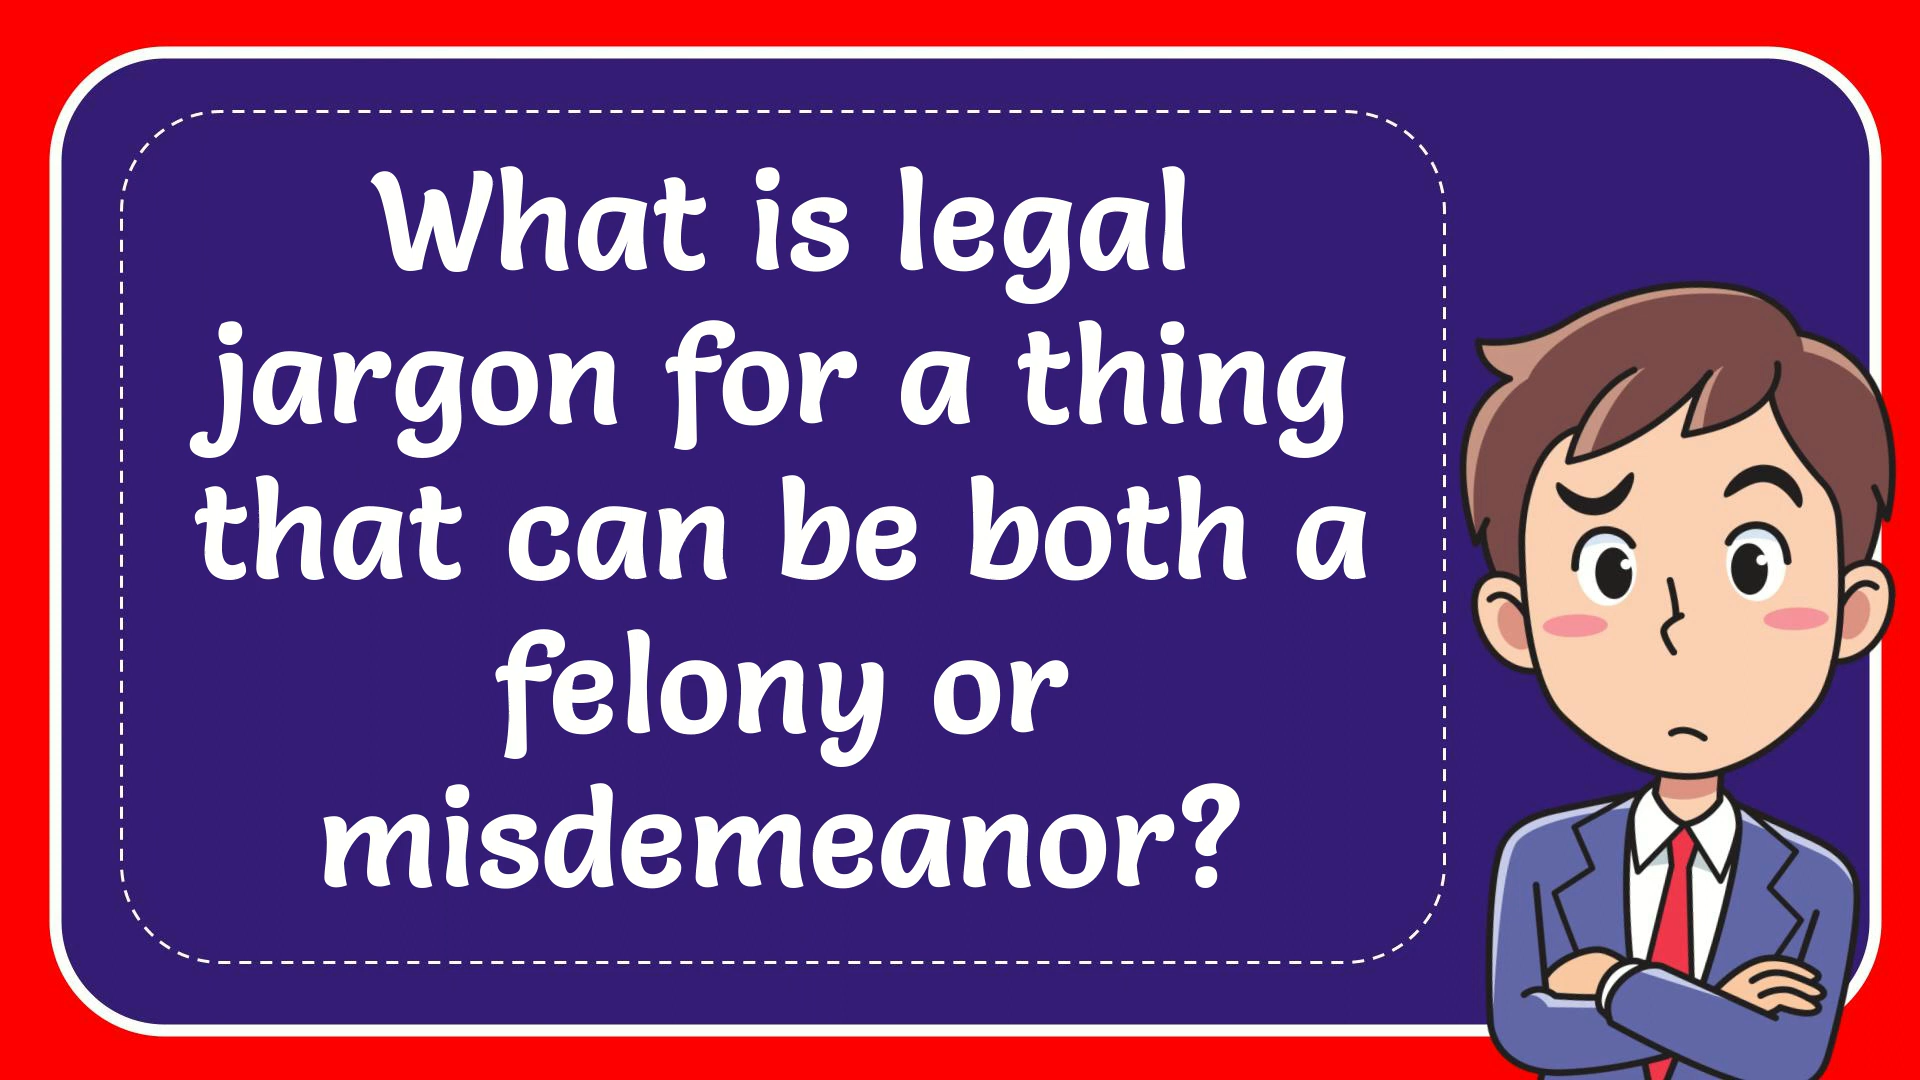 What is legal
jargon for a thing
that can be both a
felony or
misdemeanor?